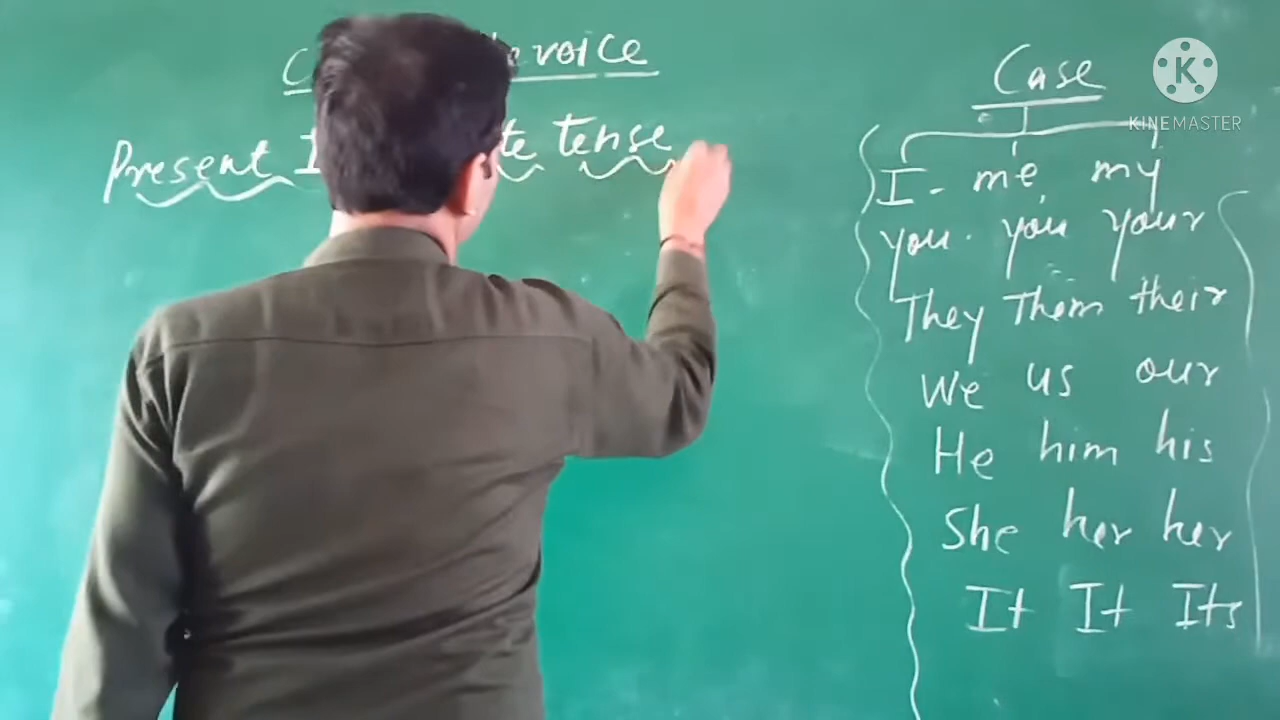 voice
Present tense
Case
I - me my
you. you your
They Them their
We us our
He him his
She her her
It It Its
K
KINEMASTER